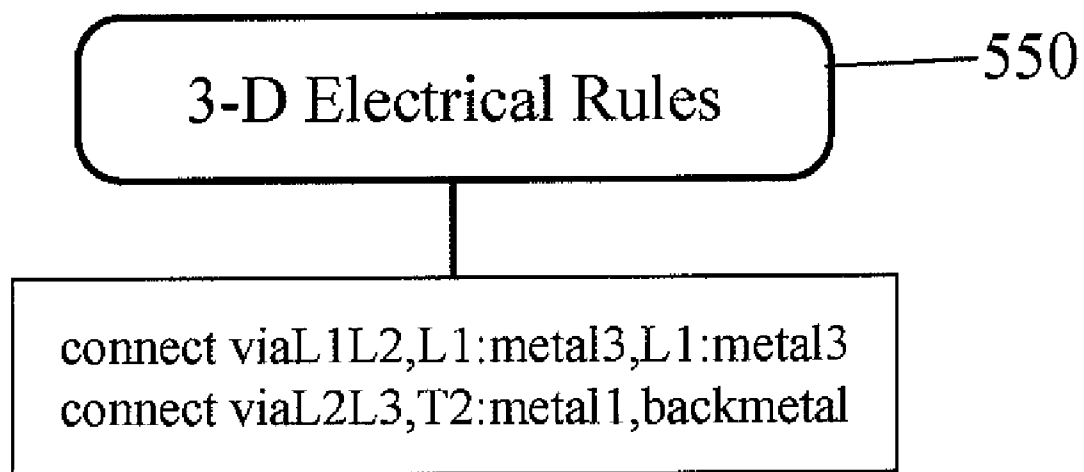 3-D Electrical Rules
550
connect viaL1L2,L1:metal3,L1:metal3
connect viaL2L3,T2:metal1,backmetal